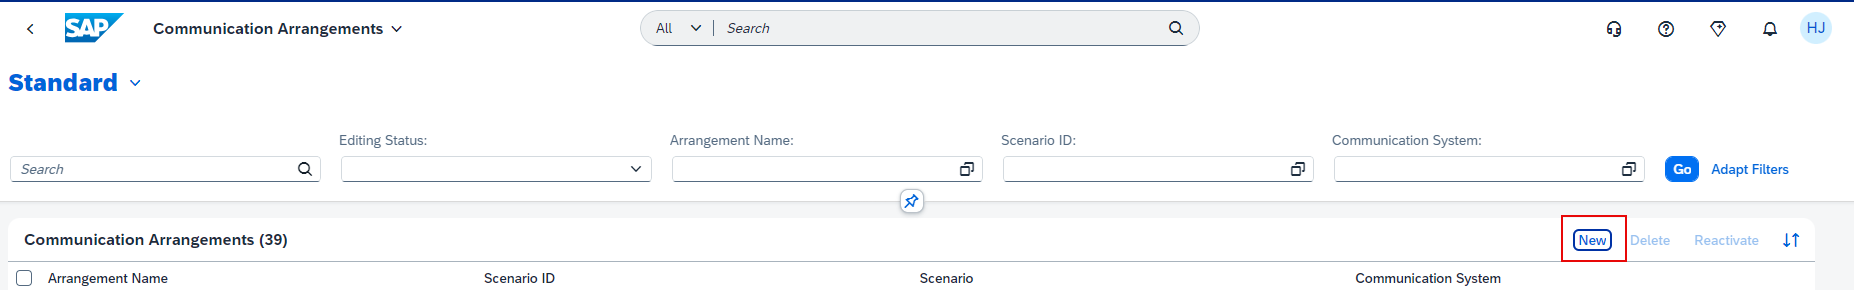 SAP Communication Arrangements All Search HJ
Standard
Editing Status: Arrangement Name: Scenario ID: Communication System:
Search Go Adapt Filters
Communication Arrangements (39) New Delete Reactivate
Arrangement Name Scenario ID Scenario Communication System